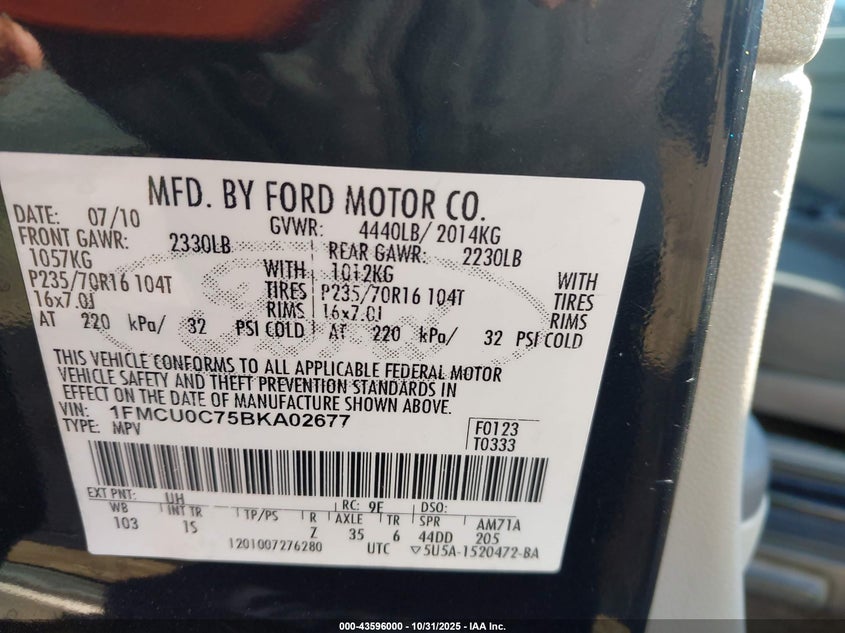 MFD. BY FORD MOTOR CO.
DATE: 07/10 GVWR: 4440LB/ 2014KG
FRONT GAWR: 2330LB REAR GAWR: 2230LB
1057KG WITH 1012KG WITH
P235/70R16 104T TIRES P235/70R16 104T TIRES
16x7.0J RIMS 16x7.0J RIMS
AT 220 kPa/ 32 PSI COLD AT 220 kPa/ 32 PSI COLD
THIS VEHICLE CONFORMS TO ALL APPLICABLE FEDERAL MOTOR
VEHICLE SAFETY AND THEFT PREVENTION STANDARDS IN
EFFECT ON THE DATE OF MANUFACTURE SHOWN ABOVE.
VIN: 1FMCU0C75BKA02677 F0123
TYPE: MPV T0333
EXT PNT: UH RC: 9F DSO:
WB INT TR TP/PS R AXLE TR SPR AM71A
103 1S Z 35 6 44DD 205
1201007276280 UTC ▽5U5A-1520472-BA
000-43596000 - 10/31/2025 - IAA Inc.